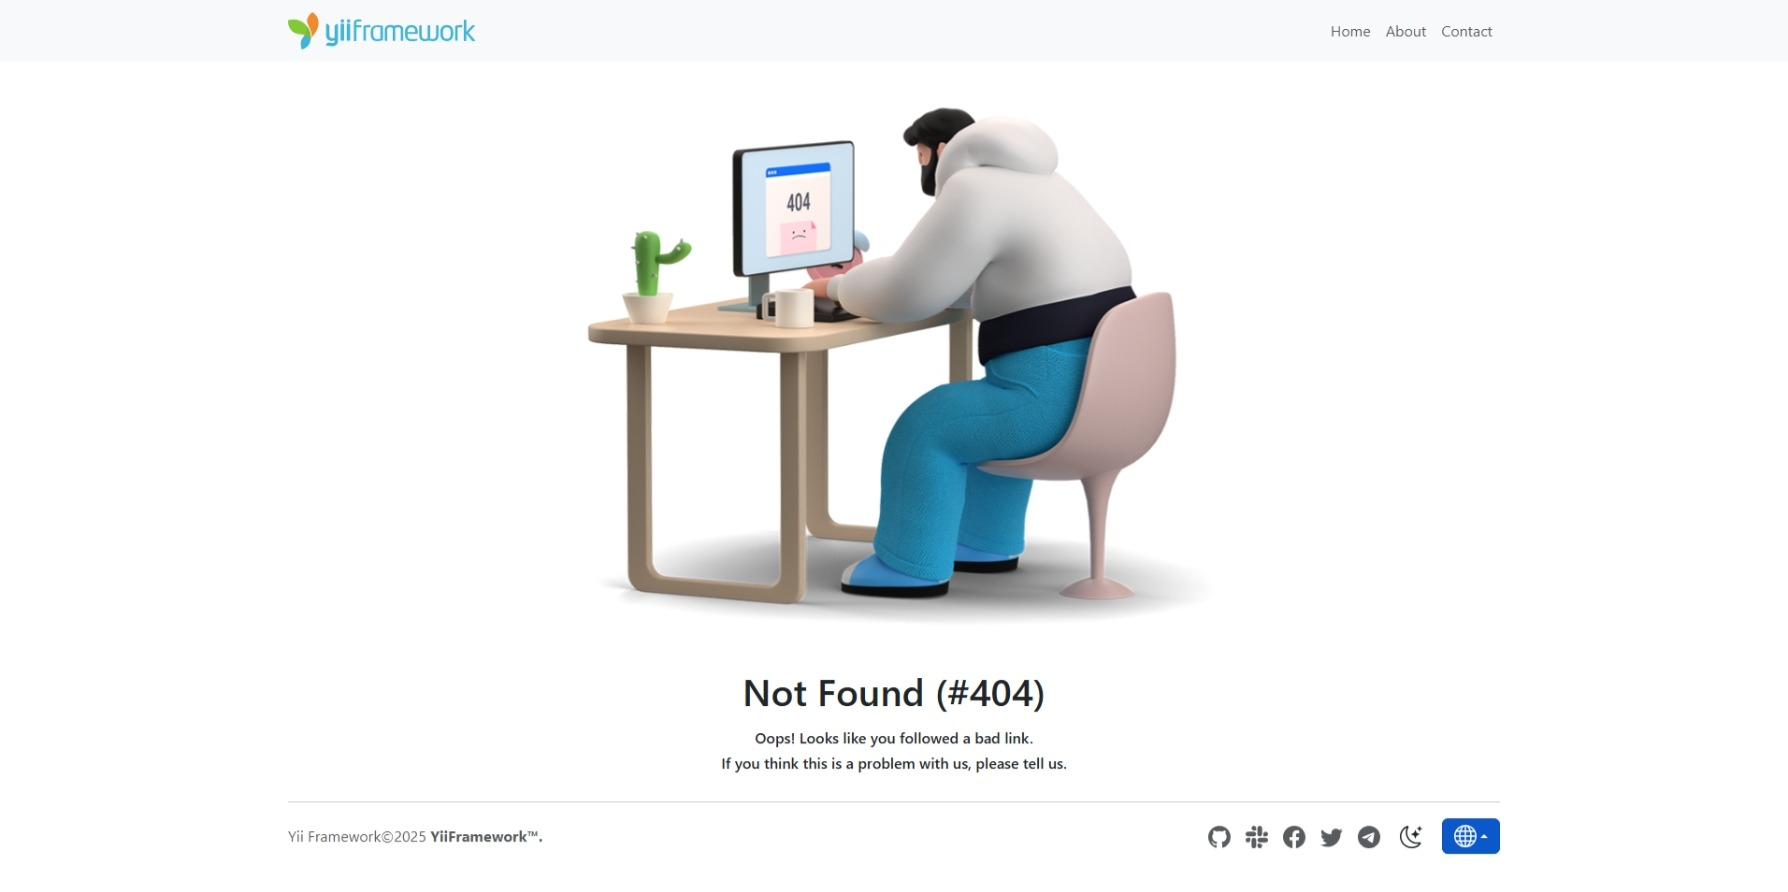 yiiframework
Home About Contact
404
Not Found (#404)
Oops! Looks like you followed a bad link.
If you think this is a problem with us, please tell us.
Yii Framework©2025 YiiFramework™.